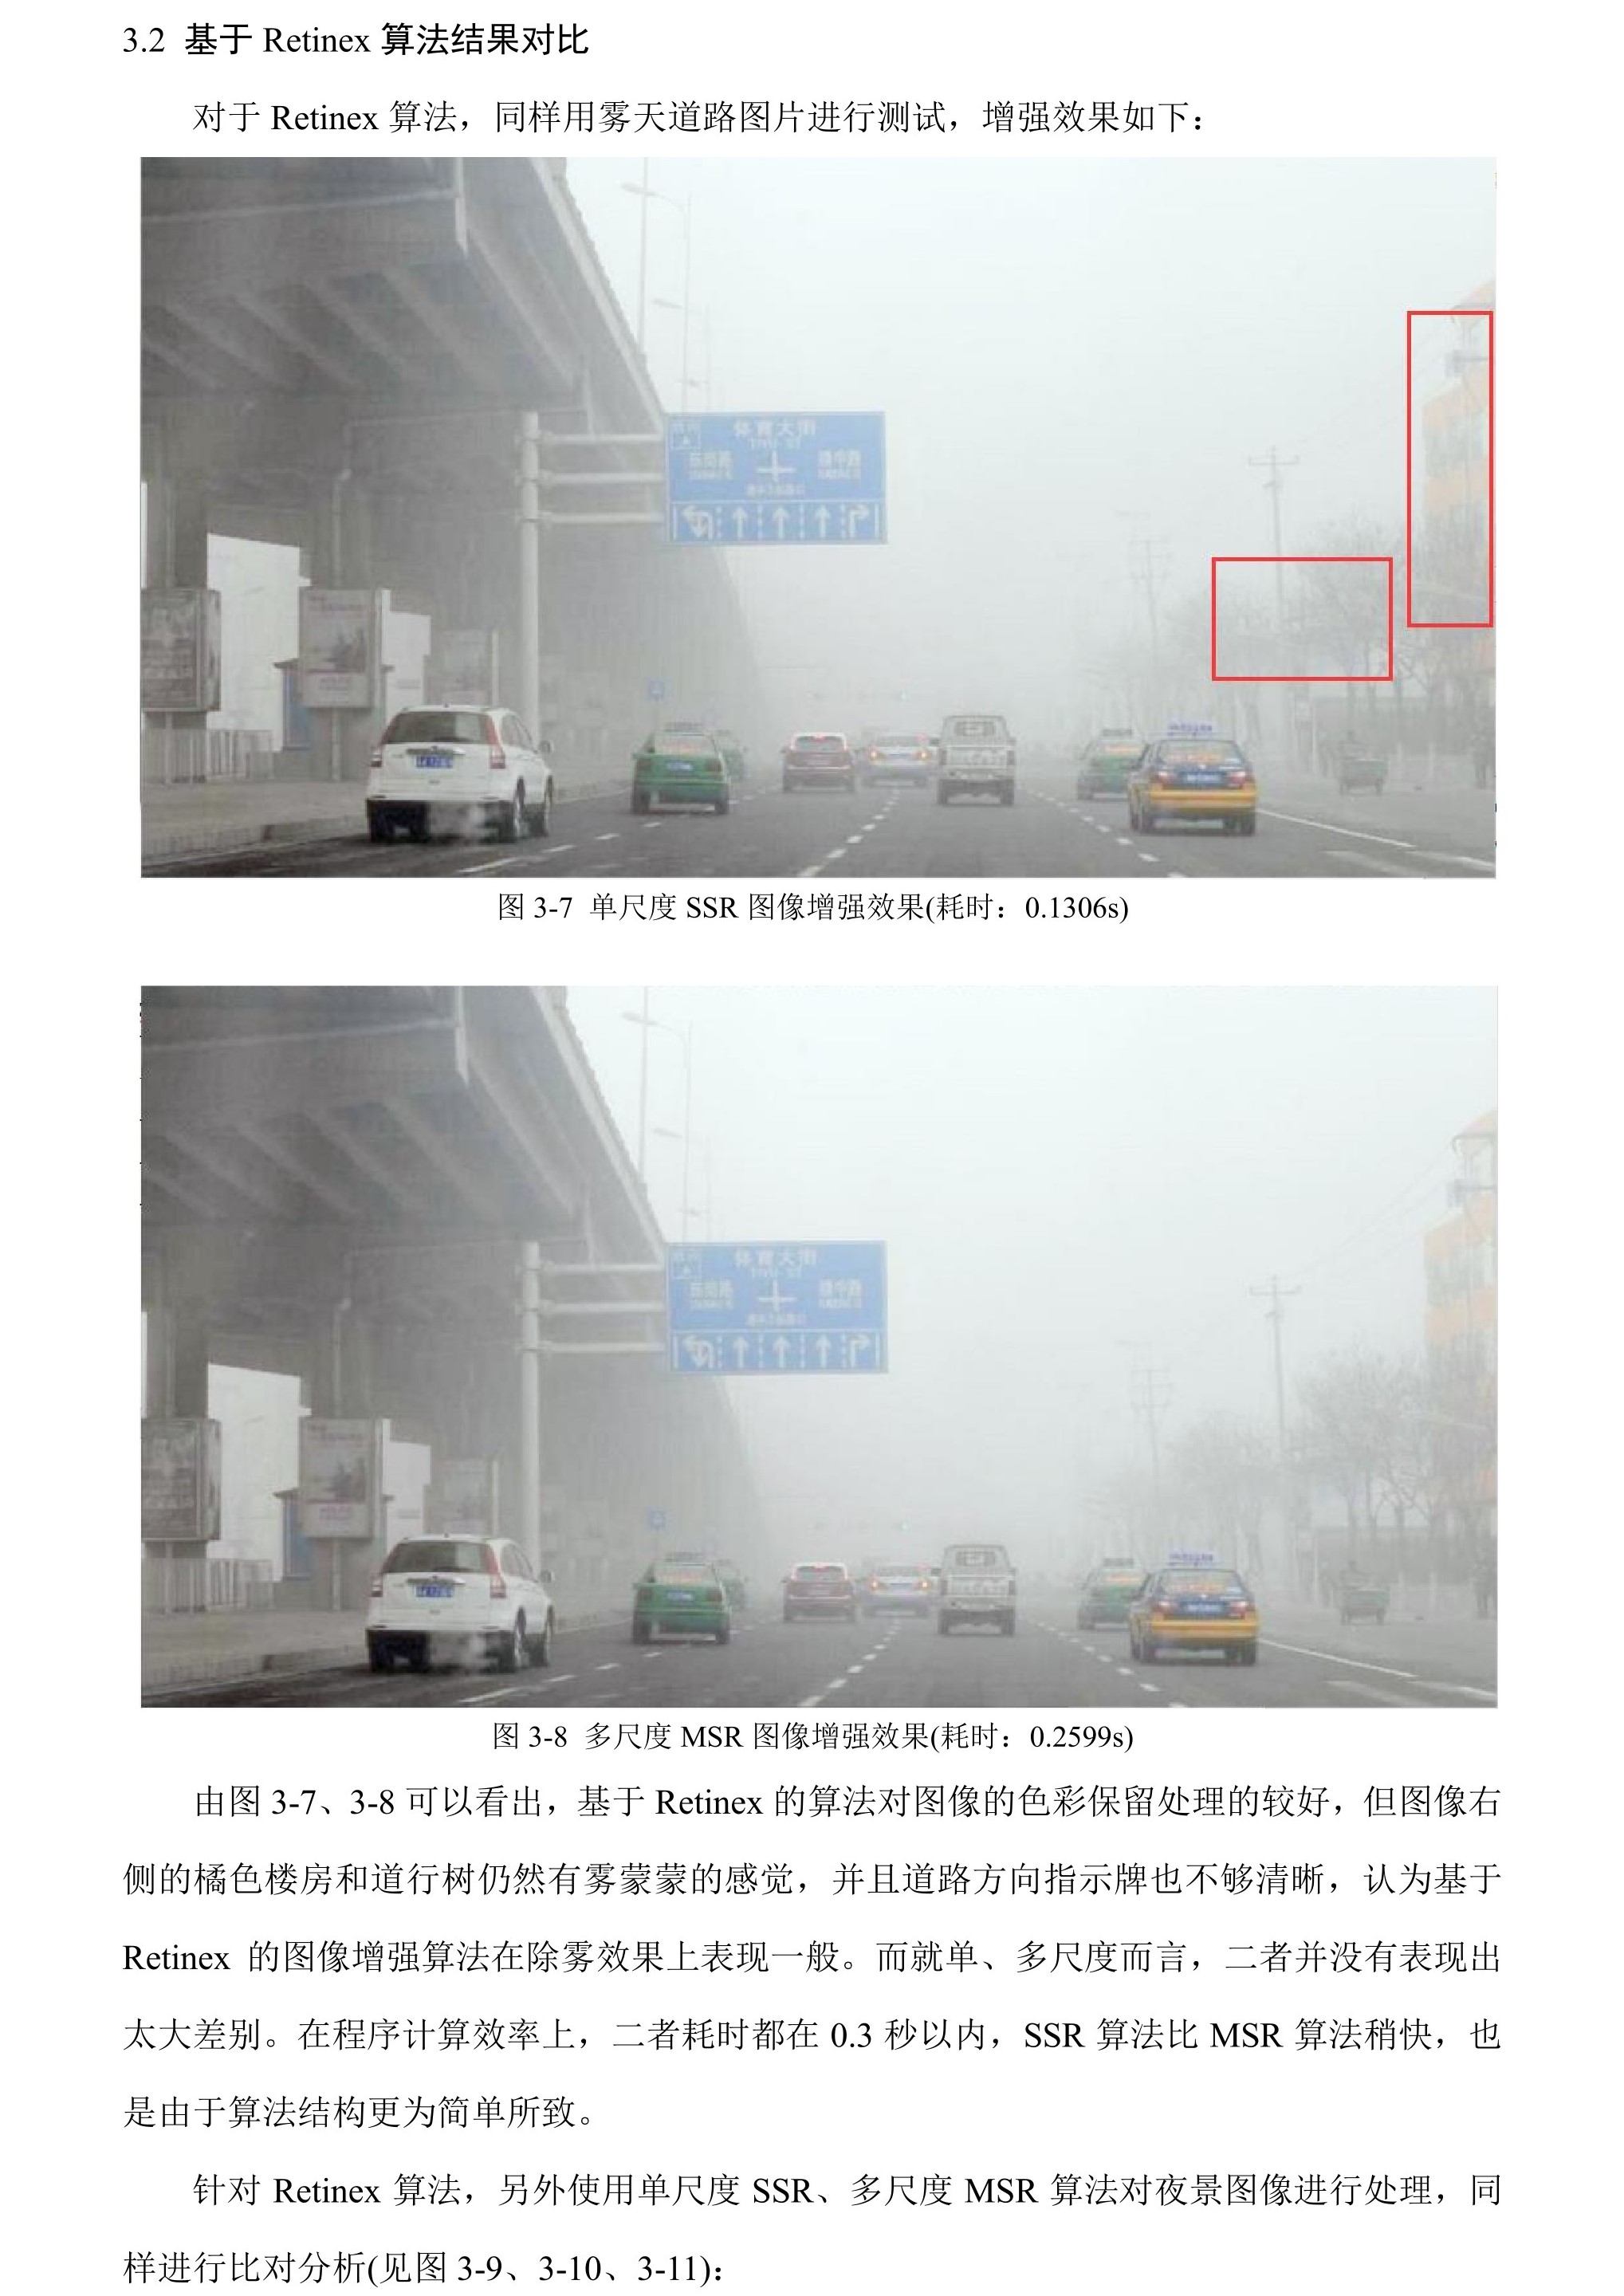 3.2 基于 Retinex 算法结果对比
对于 Retinex 算法，同样用雾天道路图片进行测试，增强效果如下：
体育大街
图 3-7 单尺度 SSR 图像增强效果(耗时：0.1306s)
体育大街
图 3-8 多尺度 MSR 图像增强效果(耗时：0.2599s)
由图 3-7、3-8 可以看出，基于 Retinex 的算法对图像的色彩保留处理的较好，但图像右
侧的橘色楼房和道行树仍然有雾蒙蒙的感觉，并且道路方向指示牌也不够清晰，认为基于
Retinex 的图像增强算法在除雾效果上表现一般。而就单、多尺度而言，二者并没有表现出
太大差别。在程序计算效率上，二者耗时都在 0.3 秒以内，SSR 算法比 MSR 算法稍快，也
是由于算法结构更为简单所致。
针对 Retinex 算法，另外使用单尺度 SSR、多尺度 MSR 算法对夜景图像进行处理，同
样进行比对分析(见图 3-9、3-10、3-11)：